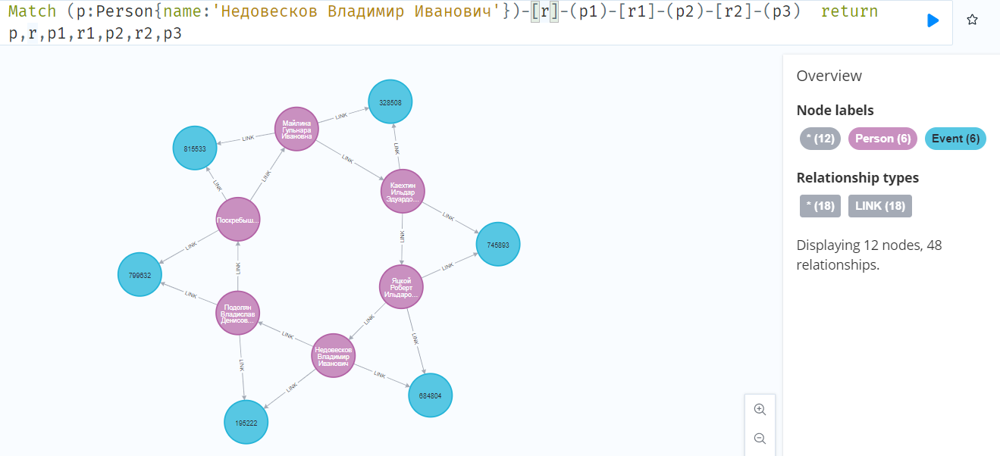 Match (p:Person{name:'Недовесков Владимир Иванович'})-[r]-(p1)-[r1]-(p2)-[r2]-(p3)  return
p,r,p1,r1,p2,r2,p3
Overview
Node labels
* (12) Person (6) Event (6)
Relationship types
* (18) LINK (18)
Displaying 12 nodes, 48
relationships.
328508
LINK
Майлина
Гульнара
Ивановна
LINK
815533
LINK
LINK
LINK
LINK
Каехтин
Ильдар
Эдуардо...
LINK
Поскребыш...
LINK
LINK
745893
LINK
LINK
799632
LINK
Яцкой
Роберт
Ильдаро...
LINK
Подолян
Владислав
Денисов...
LINK
LINK
LINK
Недовесков
Владимир
Иванович
LINK
LINK
LINK
684804
195222